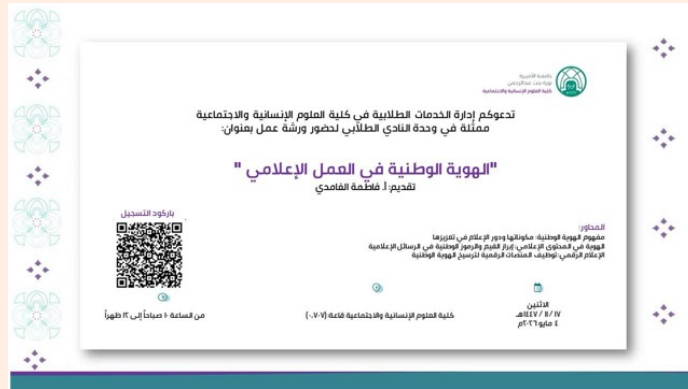 جامعة الأميرة
نورة بنت عبدالرحمن
كلية العلوم الإنسانية والاجتماعية
تدعوكم إدارة الخدمات الطلابية في كلية العلوم الإنسانية والاجتماعية
ممثلة في وحدة النادي الطلابي لحضور ورشة عمل بعنوان:
"الهوية الوطنية في العمل الإعلامي "
تقديم: أ. فاطمة الغامدي
المحاور:
مفهوم الهوية الوطنية: مكوناتها ودور الإعلام في تعزيزها
الهوية في المحتوى الإعلامي: إبراز القيم والرموز الوطنية في الرسائل الإعلامية
الإعلام الرقمي: توظيف المنصات الرقمية لترسيخ الهوية الوطنية
باركود التسجيل
الاثنين
١٧ / ١١ / ١٤٤٧هـ
٤ مايو ٢٠٢٦م
كلية العلوم الإنسانية والاجتماعية قاعة (٠.٧٠٧)
من الساعة ١٠ صباحاً إلى ١٢ ظهراً